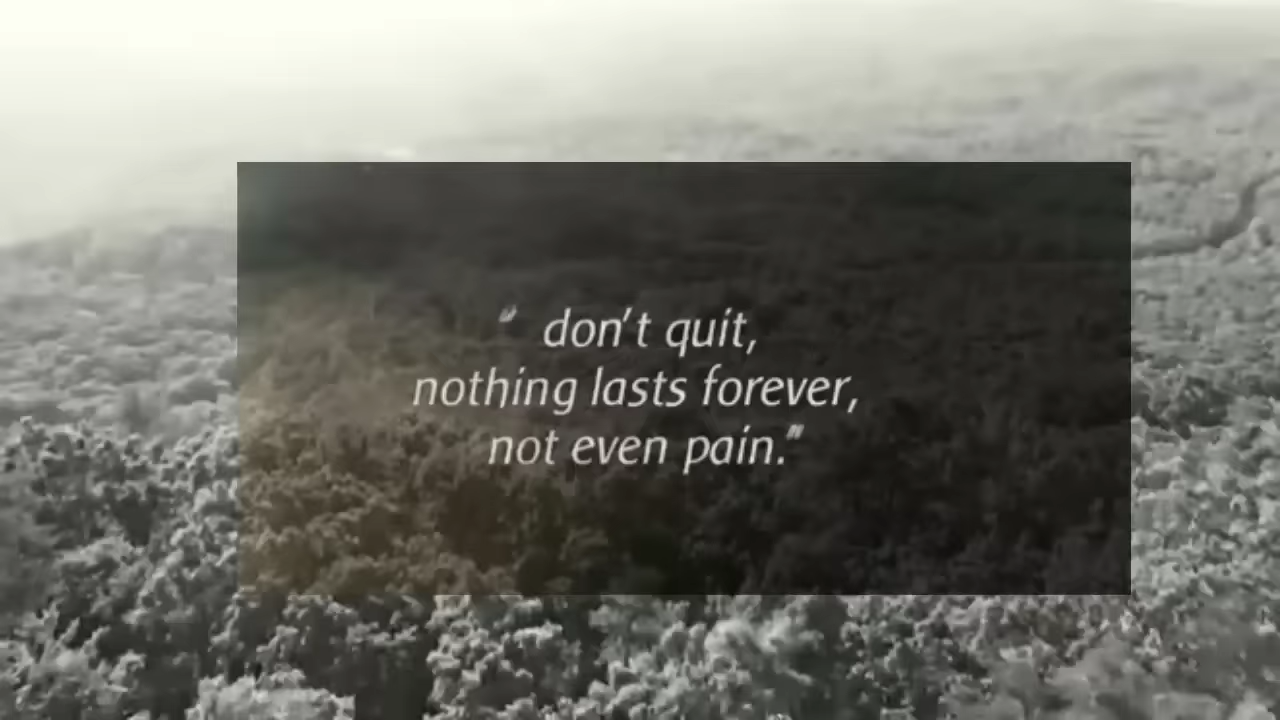 “ don't quit,
nothing lasts forever,
not even pain.”